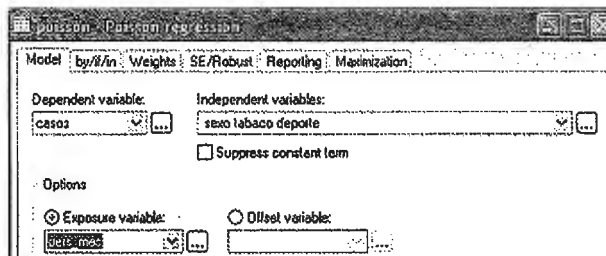 poisson - Poisson regression
Model by/if/in Weights SE/Robust Reporting Maximization
Dependent variable: Independent variables:
casos sexo tabaco deporte
Suppress constant term
Options
Exposure variable: Offset variable: